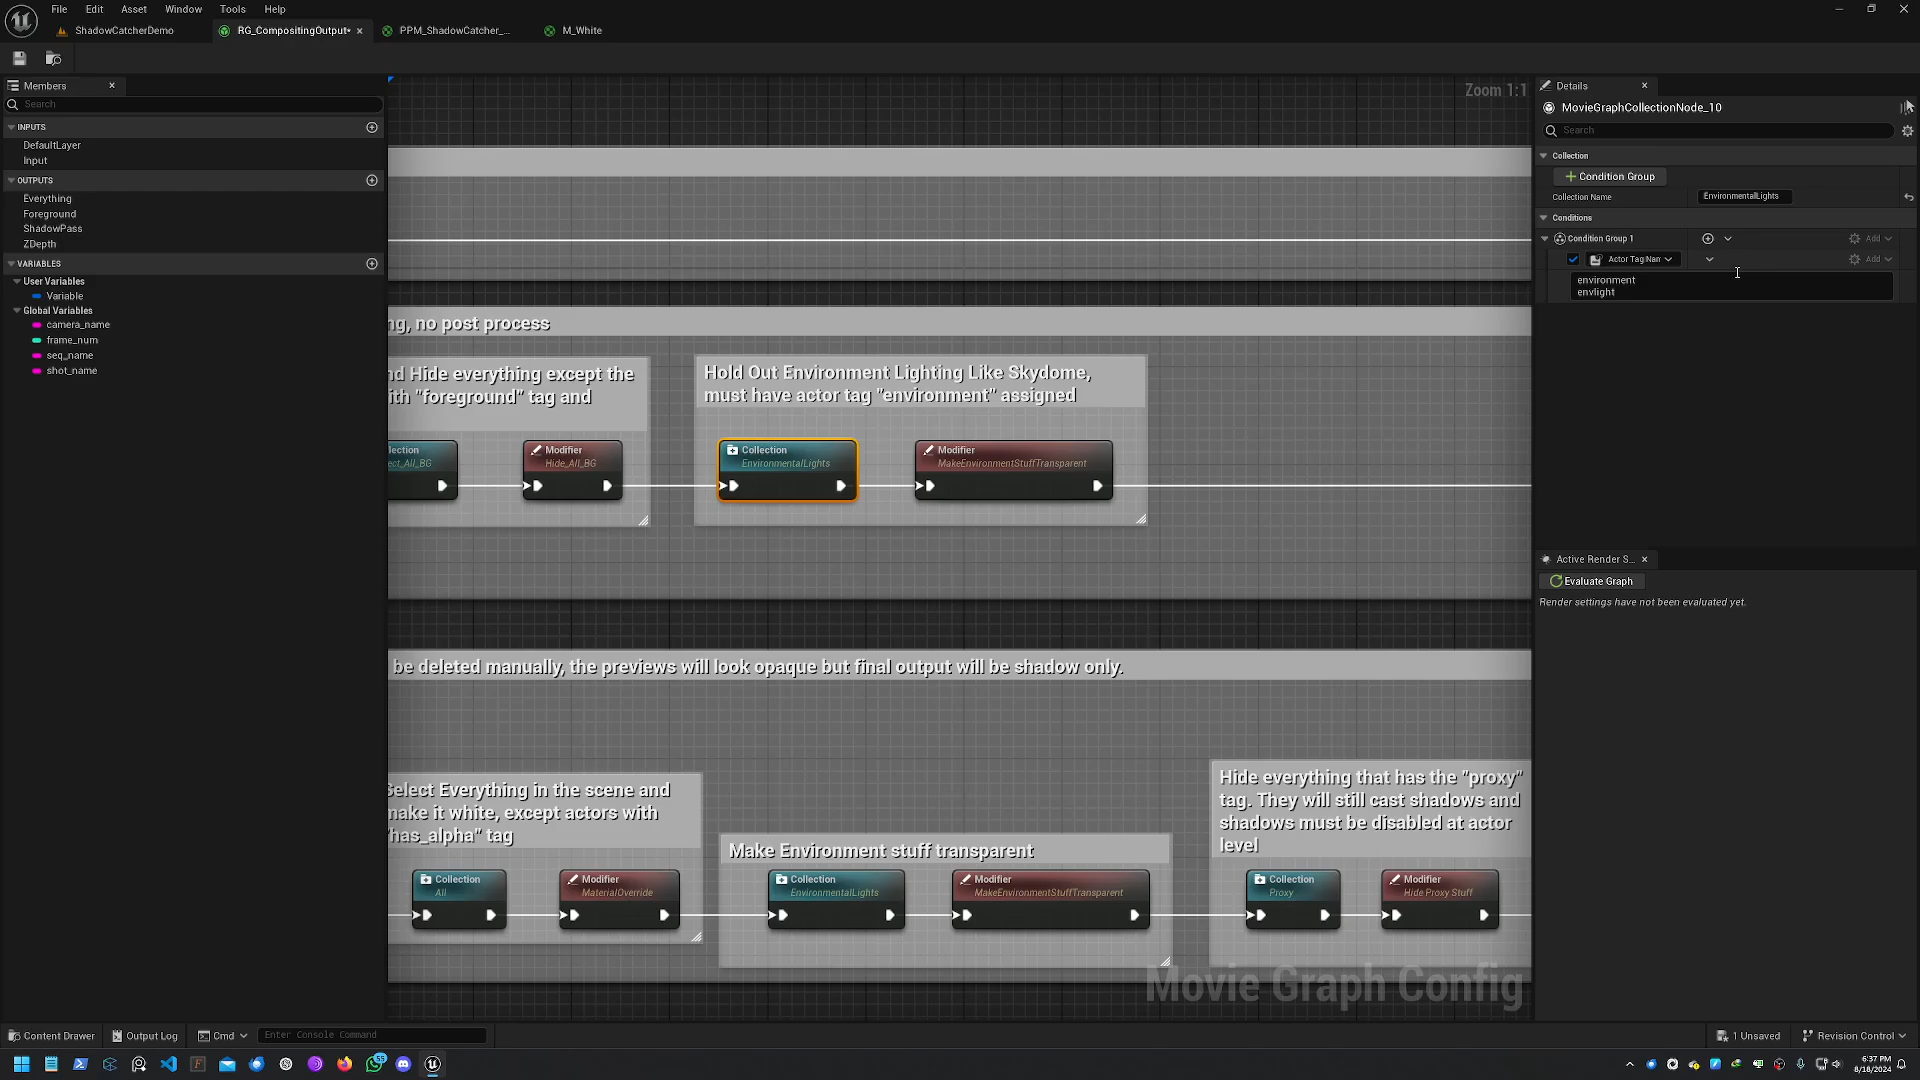 File Edit Asset Window Tools Help
ShadowCatcherDemo RG_CompositingOutput* PPM_ShadowCatcher_... M_White
Members
Search
INPUTS
DefaultLayer
Input
OUTPUTS
Everything
Foreground
ShadowPass
ZDepth
VARIABLES
User Variables
Variable
Global Variables
camera_name
frame_num
seq_name
shot_name
Zoom 1:1
ng, no post process
nd Hide everything except the
ith "foreground" tag and
lection
ect_All_BG
Modifier
Hide_All_BG
Hold Out Environment Lighting Like Skydome,
must have actor tag "environment" assigned
Collection
EnvironmentalLights
Modifier
MakeEnvironmentStuffTransparent
be deleted manually, the previews will look opaque but final output will be shadow only.
Select Everything in the scene and
make it white, except actors with
"has_alpha" tag
Collection
All
Modifier
MaterialOverride
Make Environment stuff transparent
Collection
EnvironmentalLights
Modifier
MakeEnvironmentStuffTransparent
Hide everything that has the "proxy"
tag. They will still cast shadows and
shadows must be disabled at actor
level
Collection
Proxy
Modifier
Hide Proxy Stuff
Movie Graph Config
Details
MovieGraphCollectionNode_10
Search
Collection
Condition Group
Collection Name EnvironmentalLights
Conditions
Condition Group 1 Add
Actor Tag Nam Add
environment
envlight
Active Render S...
Evaluate Graph
Render settings have not been evaluated yet.
Content Drawer Output Log Cmd Enter Console Command 1 Unsaved Revision Control
55
6:37 PM
8/18/2024